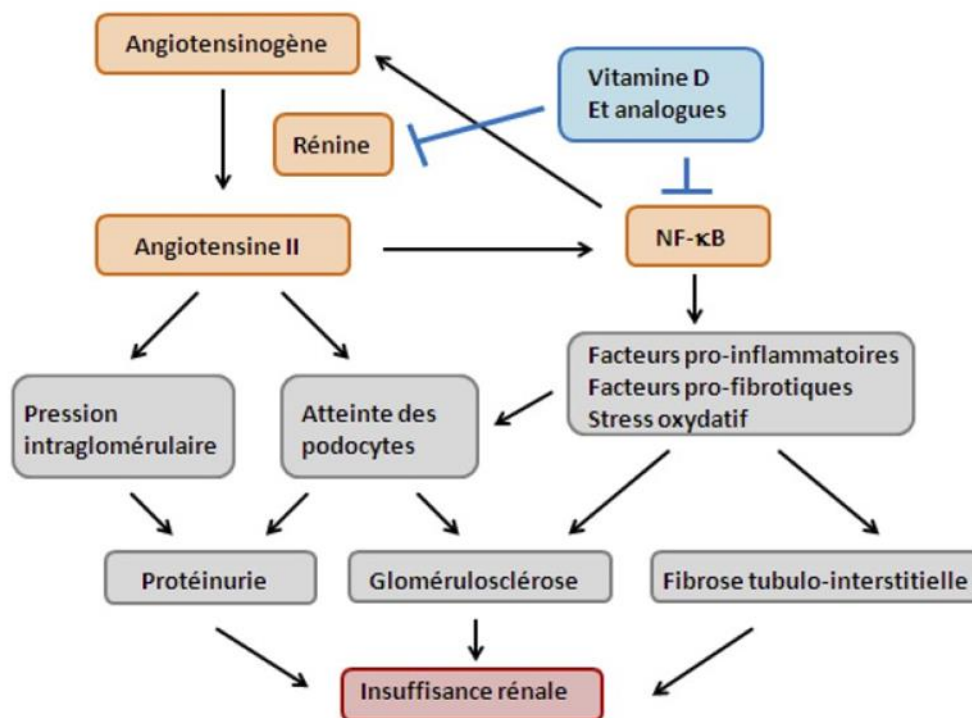 Angiotensinogène
Vitamine D
Et analogues
Rénine
Angiotensine II
NF-κB
Facteurs pro-inflammatoires
Facteurs pro-fibrotiques
Stress oxydatif
Pression
intraglomérulaire
Atteinte des
podocytes
Protéinurie
Glomérulosclérose
Fibrose tubulo-interstitielle
Insuffisance rénale